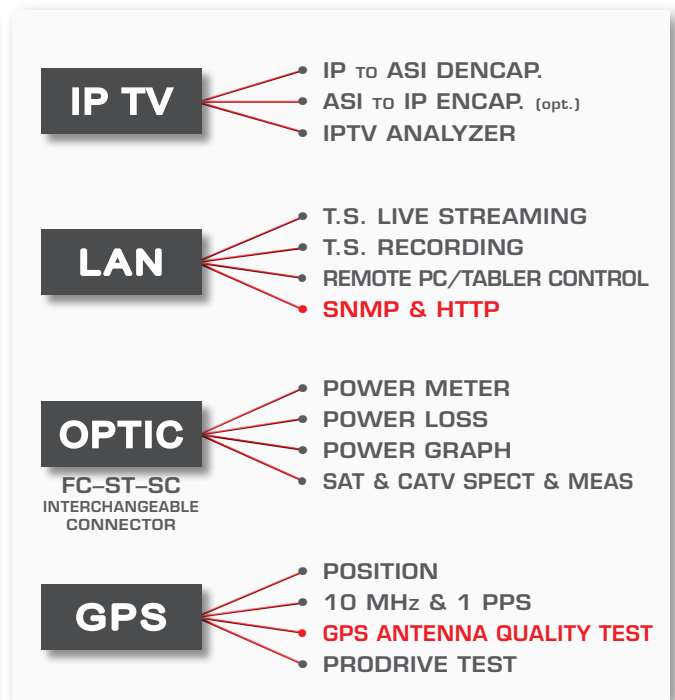 IP TV
IP TO ASI DENCAP.
ASI TO IP ENCAP. (opt.)
IPTV ANALYZER
LAN
T.S. LIVE STREAMING
T.S. RECORDING
REMOTE PC/TABLER CONTROL
SNMP & HTTP
OPTIC
FC–ST–SC
INTERCHANGEABLE
CONNECTOR
POWER METER
POWER LOSS
POWER GRAPH
SAT & CATV SPECT & MEAS
GPS
POSITION
10 MHz & 1 PPS
GPS ANTENNA QUALITY TEST
PRODRIVE TEST